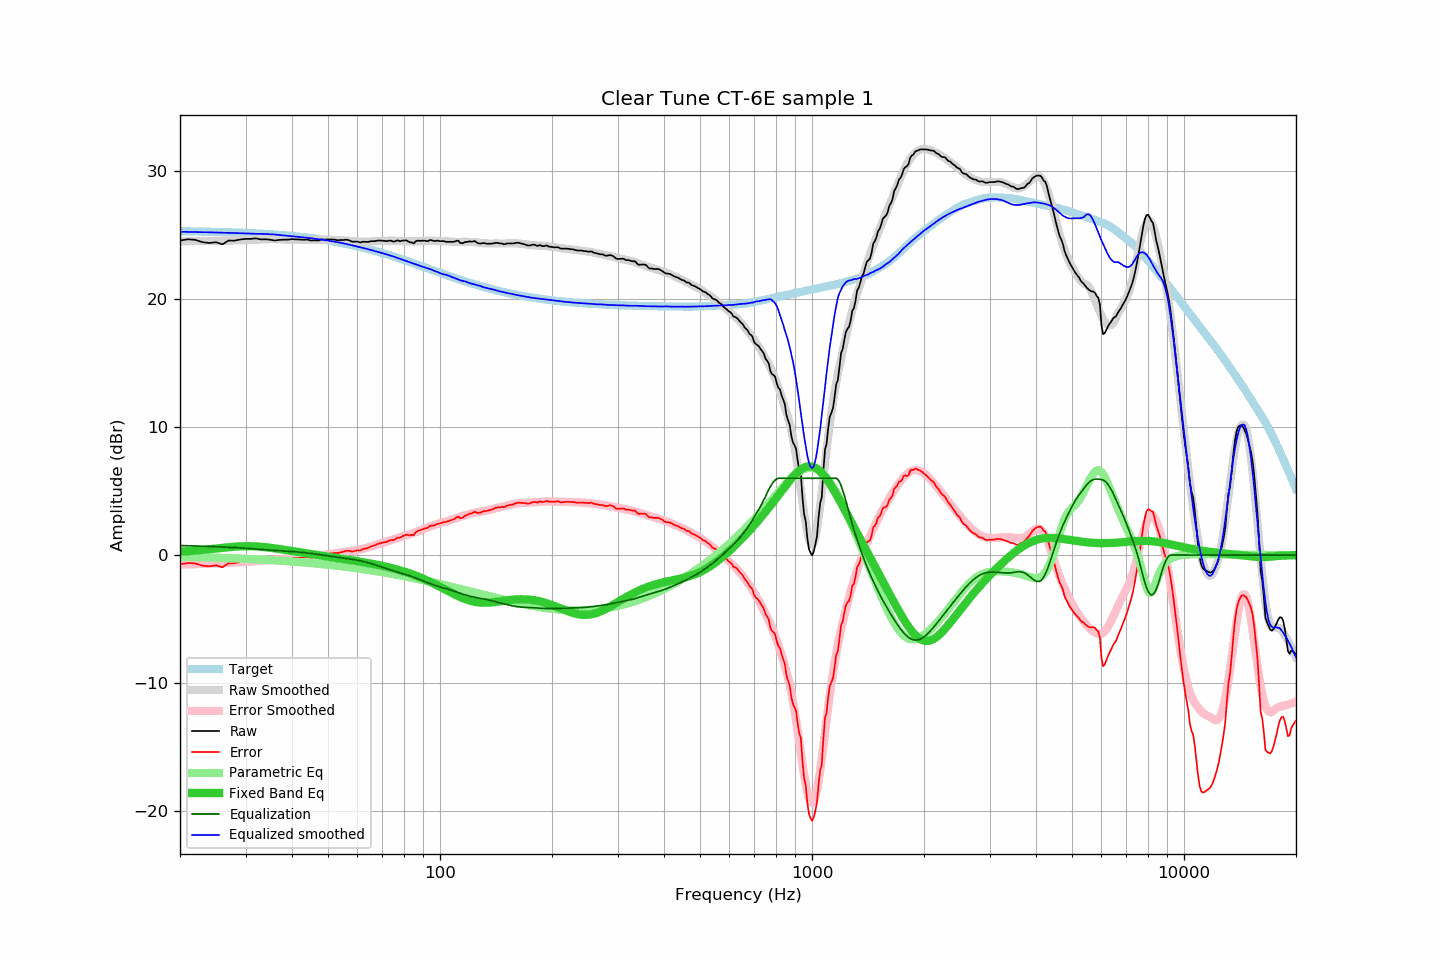 Clear Tune CT-6E sample 1
Amplitude (dBr)
30
20
10
0
−10
−20
Target
Raw Smoothed
Error Smoothed
Raw
Error
Parametric Eq
Fixed Band Eq
Equalization
Equalized smoothed
100
1000
10000
Frequency (Hz)